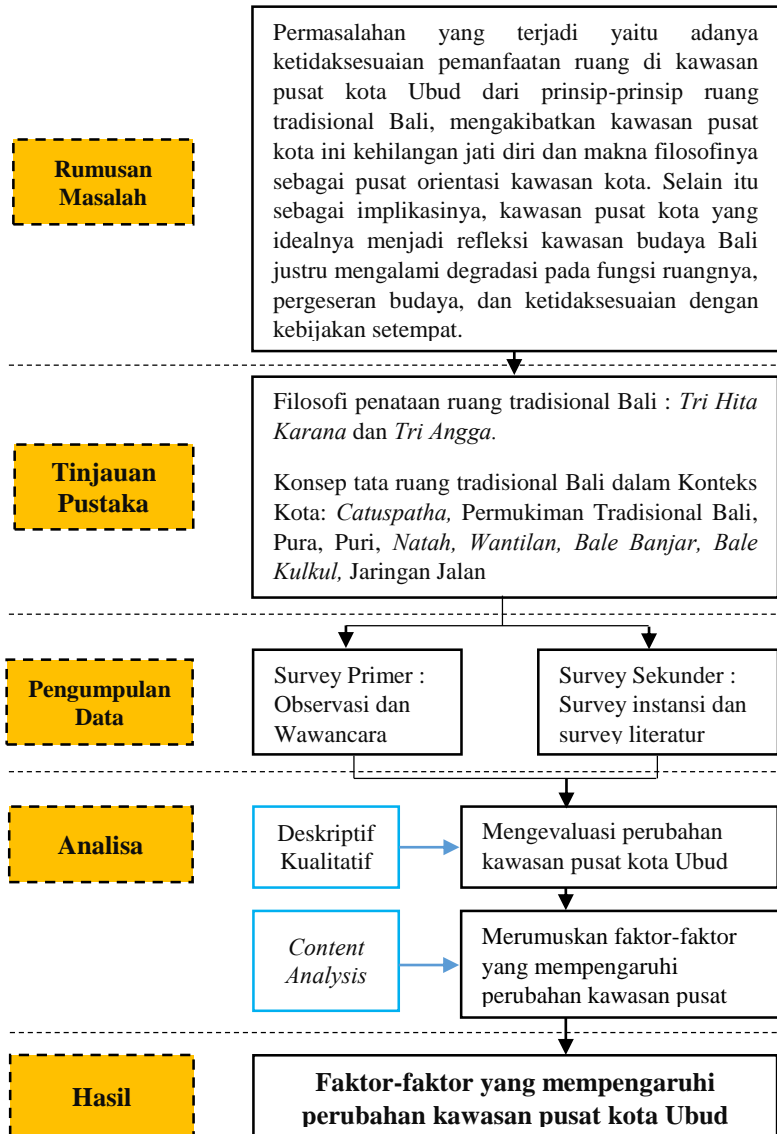 Rumusan
Masalah
Permasalahan yang terjadi yaitu adanya
ketidaksesuaian pemanfaatan ruang di kawasan
pusat kota Ubud dari prinsip-prinsip ruang
tradisional Bali, mengakibatkan kawasan pusat
kota ini kehilangan jati diri dan makna filosofinya
sebagai pusat orientasi kawasan kota. Selain itu
sebagai implikasinya, kawasan pusat kota yang
idealnya menjadi refleksi kawasan budaya Bali
justru mengalami degradasi pada fungsi ruangnya,
pergeseran budaya, dan ketidaksesuaian dengan
kebijakan setempat.
Tinjauan
Pustaka
Filosofi penataan ruang tradisional Bali : Tri Hita
Karana dan Tri Angga.
Konsep tata ruang tradisional Bali dalam Konteks
Kota: Catuspatha, Permukiman Tradisional Bali,
Pura, Puri, Natah, Wantilan, Bale Banjar, Bale
Kulkul, Jaringan Jalan
Pengumpulan
Data
Survey Primer :
Observasi dan
Wawancara
Survey Sekunder :
Survey instansi dan
survey literatur
Analisa
Deskriptif
Kualitatif
Mengevaluasi perubahan
kawasan pusat kota Ubud
Content
Analysis
Merumuskan faktor-faktor
yang mempengaruhi
perubahan kawasan pusat
Hasil
Faktor-faktor yang mempengaruhi
perubahan kawasan pusat kota Ubud